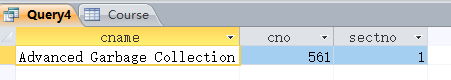 Query4 Course
cname cno sectno
Advanced Garbage Collection 561 1